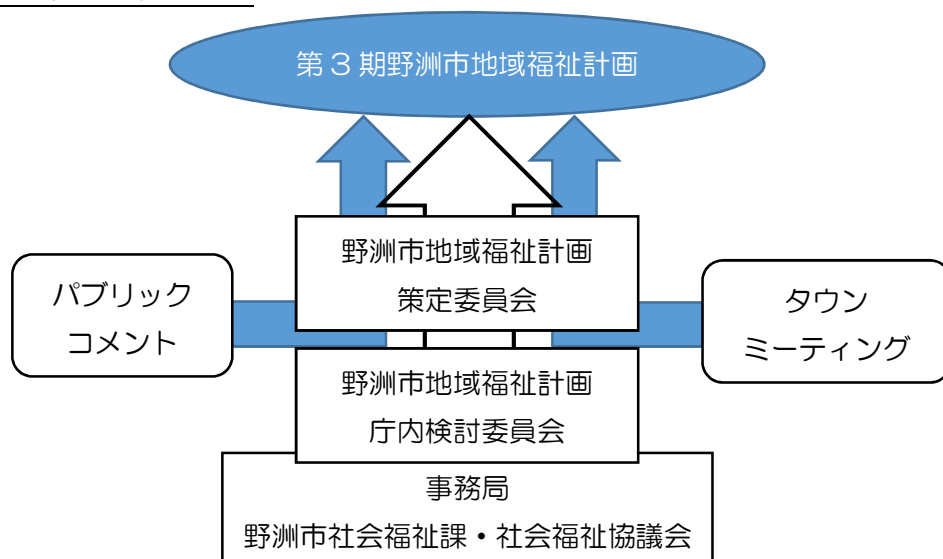 第3期野洲市地域福祉計画
野洲市地域福祉計画
策定委員会
パブリック
コメント
タウン
ミーティング
野洲市地域福祉計画
庁内検討委員会
事務局
野洲市社会福祉課・社会福祉協議会